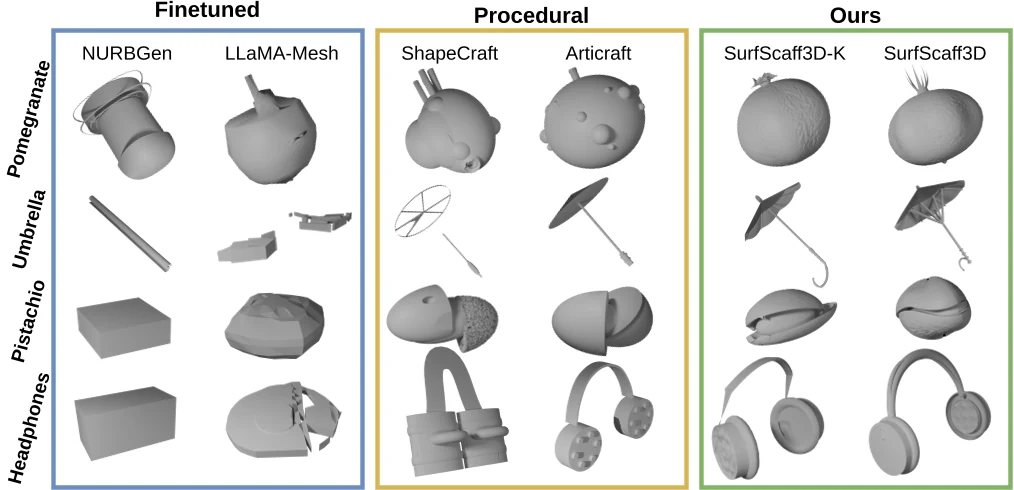 Finetuned
Procedural
Ours
NURBGen
LLaMA-Mesh
ShapeCraft
Articraft
SurfScaff3D-K
SurfScaff3D
Pomegranate
Umbrella
Pistachio
Headphones